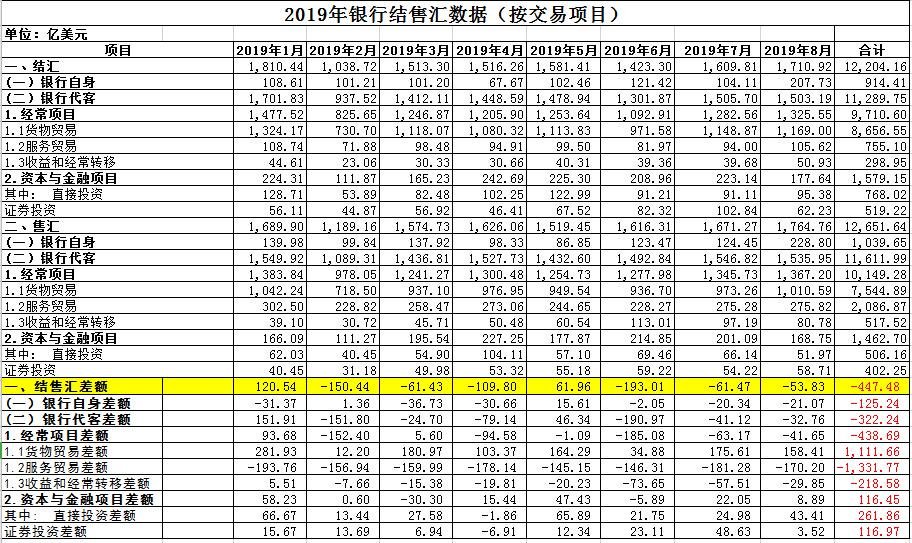 2019年银行结售汇数据（按交易项目）
单位：亿美元
项目 2019年1月 2019年2月 2019年3月 2019年4月 2019年5月 2019年6月 2019年7月 2019年8月 合计
一、结汇 1,810.44 1,038.72 1,513.30 1,516.26 1,581.41 1,423.30 1,609.81 1,710.92 12,204.16
(一）银行自身 108.61 101.21 101.20 67.67 102.46 121.42 104.11 207.73 914.41
(二）银行代客 1,701.83 937.52 1,412.11 1,448.59 1,478.94 1,301.87 1,505.70 1,503.19 11,289.75
1.经常项目 1,477.52 825.65 1,246.87 1,205.90 1,253.64 1,092.91 1,282.56 1,325.55 9,710.60
1.1货物贸易 1,324.17 730.70 1,118.07 1,080.32 1,113.83 971.58 1,148.87 1,169.00 8,656.55
1.2服务贸易 108.74 71.88 98.48 94.91 99.50 81.97 94.00 105.62 755.10
1.3收益和经常转移 44.61 23.06 30.33 30.66 40.31 39.36 39.68 50.93 298.95
2.资本与金融项目 224.31 111.87 165.23 242.69 225.30 208.96 223.14 177.64 1,579.15
其中： 直接投资 128.71 53.89 82.48 102.25 122.99 91.21 91.11 95.38 768.02
证券投资 56.11 44.87 56.92 46.41 67.52 82.32 102.84 62.23 519.22
二、售汇 1,689.90 1,189.16 1,574.73 1,626.06 1,519.45 1,616.31 1,671.27 1,764.76 12,651.64
(一）银行自身 139.98 99.84 137.92 98.33 86.85 123.47 124.45 228.80 1,039.65
(二）银行代客 1,549.92 1,089.31 1,436.81 1,527.73 1,432.60 1,492.84 1,546.82 1,535.95 11,611.99
1.经常项目 1,383.84 978.05 1,241.27 1,300.48 1,254.73 1,277.98 1,345.73 1,367.20 10,149.28
1.1货物贸易 1,042.24 718.50 937.10 976.95 949.54 936.70 973.26 1,010.59 7,544.89
1.2服务贸易 302.50 228.82 258.47 273.06 244.65 228.27 275.28 275.82 2,086.87
1.3收益和经常转移 39.10 30.72 45.71 50.48 60.54 113.01 97.19 80.78 517.52
2.资本与金融项目 166.09 111.27 195.54 227.25 177.87 214.85 201.09 168.75 1,462.70
其中： 直接投资 62.03 40.45 54.90 104.11 57.10 69.46 66.14 51.97 506.16
证券投资 40.45 31.18 49.98 53.32 55.18 59.22 54.22 58.71 402.25
一、结售汇差额 120.54 -150.44 -61.43 -109.80 61.96 -193.01 -61.47 -53.83 -447.48
(一）银行自身差额 -31.37 1.36 -36.73 -30.66 15.61 -2.05 -20.34 -21.07 -125.24
(二）银行代客差额 151.91 -151.80 -24.70 -79.14 46.34 -190.97 -41.12 -32.76 -322.24
1.经常项目差额 93.68 -152.40 5.60 -94.58 -1.09 -185.08 -63.17 -41.65 -438.69
1.1货物贸易差额 281.93 12.20 180.97 103.37 164.29 34.88 175.61 158.41 1,111.66
1.2服务贸易差额 -193.76 -156.94 -159.99 -178.14 -145.15 -146.31 -181.28 -170.20 -1,331.77
1.3收益和经常转移差额 5.51 -7.66 -15.38 -19.81 -20.23 -73.65 -57.51 -29.85 -218.58
2.资本与金融项目差额 58.23 0.60 -30.30 15.44 47.43 -5.89 22.05 8.89 116.45
其中： 直接投资差额 66.67 13.44 27.58 -1.86 65.89 21.75 24.98 43.41 261.86
证券投资差额 15.67 13.69 6.94 -6.91 12.34 23.11 48.63 3.52 116.97